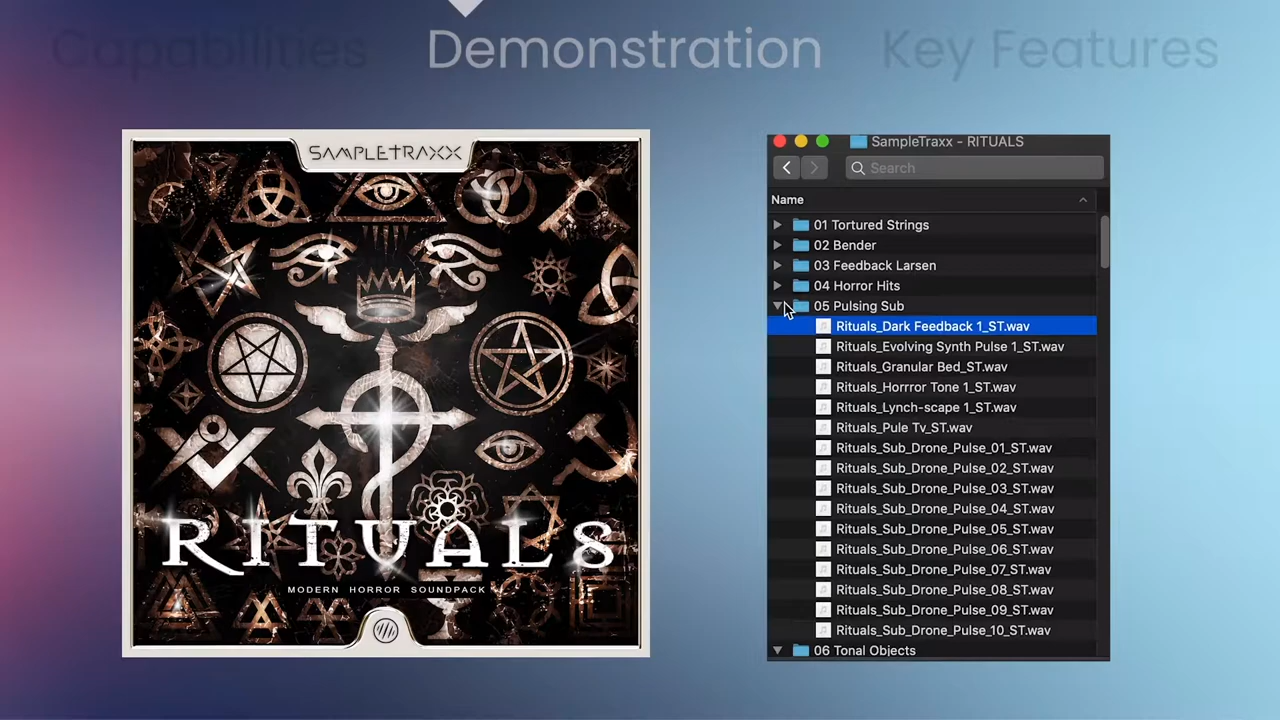 Capabilities
Demonstration
Key Features
SAMPLETRAXX
RITUALS
MODERN HORROR SOUNDPACK
SampleTraxx - RITUALS
Search
Name
01 Tortured Strings
02 Bender
03 Feedback Larsen
04 Horror Hits
05 Pulsing Sub
Rituals_Dark Feedback 1_ST.wav
Rituals_Evolving Synth Pulse 1_ST.wav
Rituals_Granular Bed_ST.wav
Rituals_Horrror Tone 1_ST.wav
Rituals_Lynch-scape 1_ST.wav
Rituals_Pule Tv_ST.wav
Rituals_Sub_Drone_Pulse_01_ST.wav
Rituals_Sub_Drone_Pulse_02_ST.wav
Rituals_Sub_Drone_Pulse_03_ST.wav
Rituals_Sub_Drone_Pulse_04_ST.wav
Rituals_Sub_Drone_Pulse_05_ST.wav
Rituals_Sub_Drone_Pulse_06_ST.wav
Rituals_Sub_Drone_Pulse_07_ST.wav
Rituals_Sub_Drone_Pulse_08_ST.wav
Rituals_Sub_Drone_Pulse_09_ST.wav
Rituals_Sub_Drone_Pulse_10_ST.wav
06 Tonal Objects